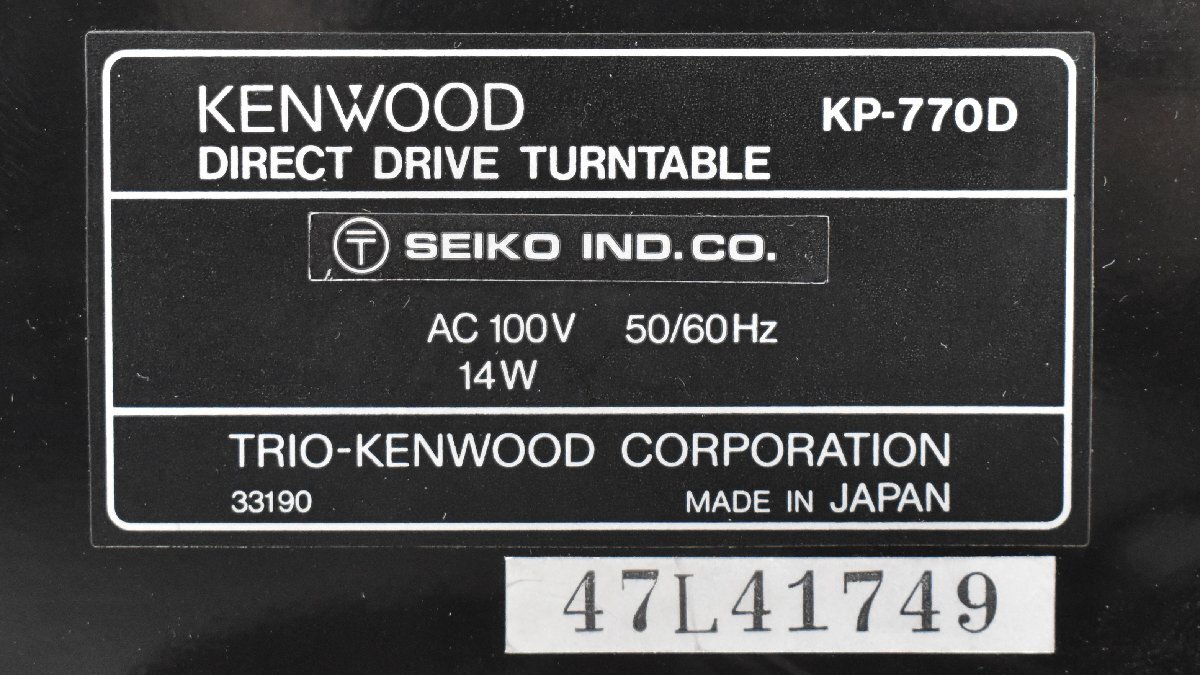 KENWOOD KP-770D
DIRECT DRIVE TURNTABLE
〒 SEIKO IND.CO.
AC 100V 50/60Hz
14W
TRIO-KENWOOD CORPORATION
33190 MADE IN JAPAN
47L41749